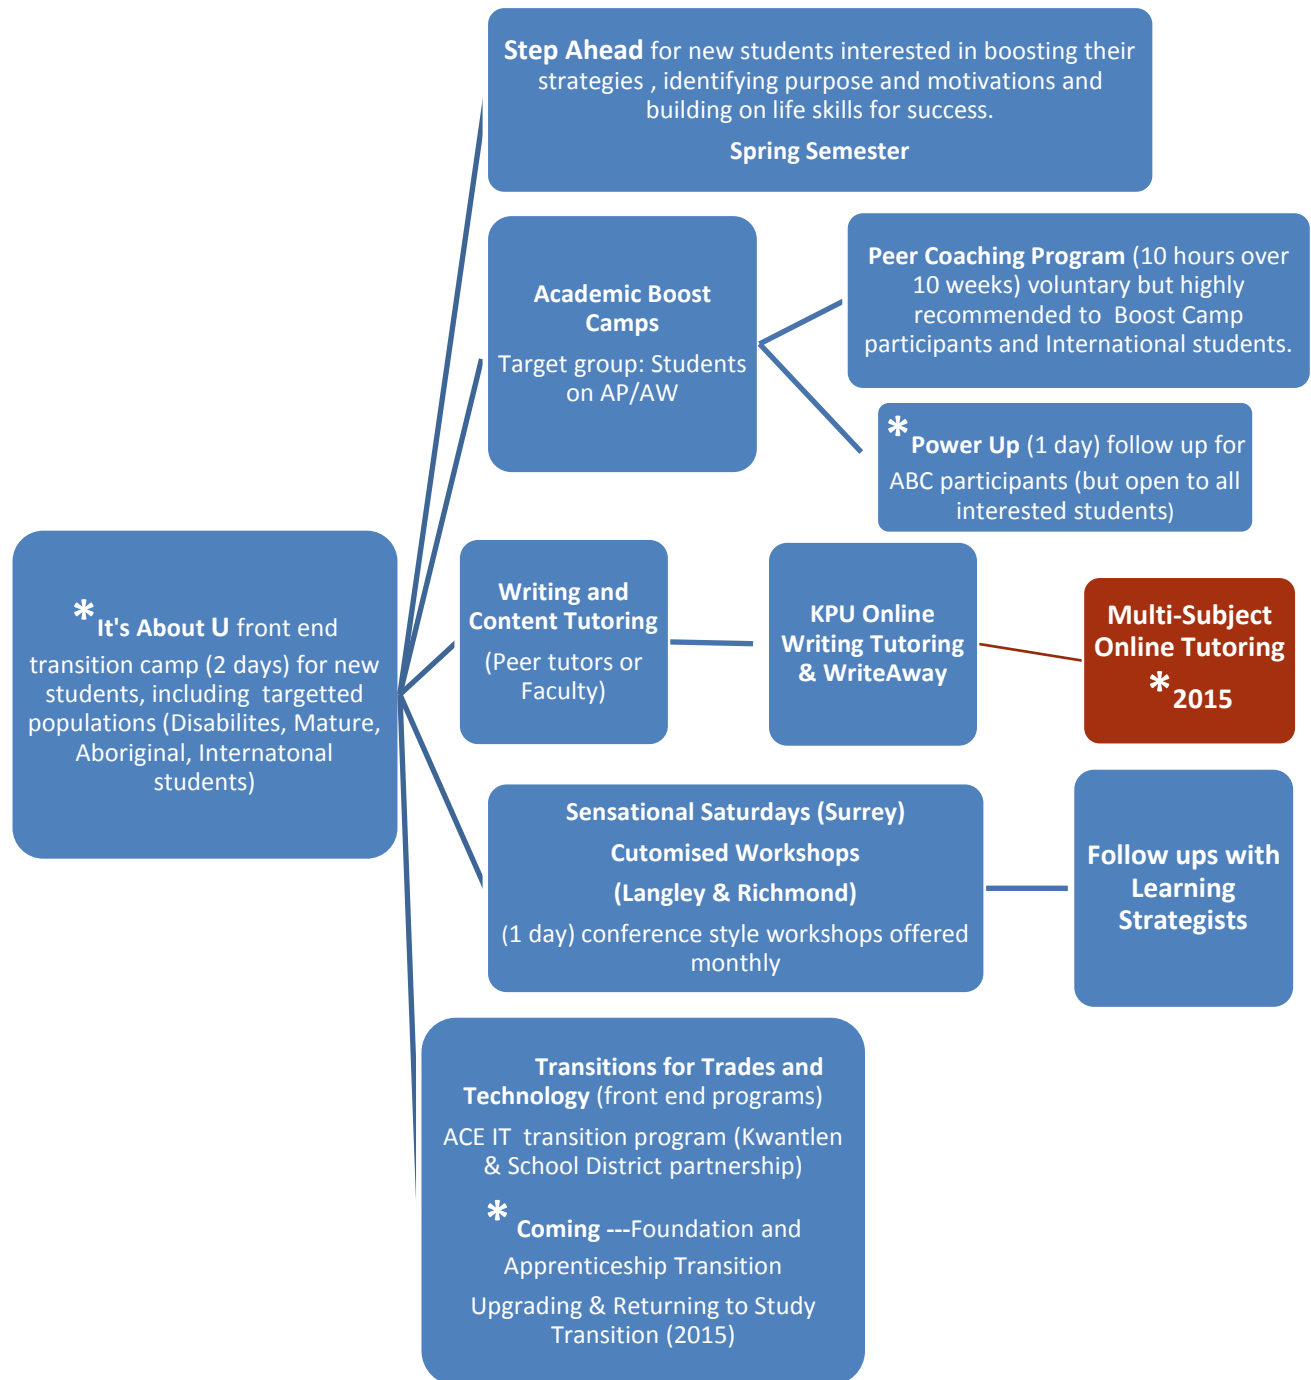 Step Ahead for new students interested in boosting their
strategies , identifying purpose and motivations and
building on life skills for success.
Spring Semester
Academic Boost
Camps
Target group: Students
on AP/AW
Peer Coaching Program (10 hours over
10 weeks) voluntary but highly
recommended to Boost Camp
participants and International students.
*Power Up (1 day) follow up for
ABC participants (but open to all
interested students)
*It's About U front end
transition camp (2 days) for new
students, including targetted
populations (Disabilites, Mature,
Aboriginal, Internatonal
students)
Writing and
Content Tutoring
(Peer tutors or
Faculty)
KPU Online
Writing Tutoring
& WriteAway
Multi-Subject
Online Tutoring
*2015
Sensational Saturdays (Surrey)
Cutomised Workshops
(Langley & Richmond)
(1 day) conference style workshops offered
monthly
Follow ups with
Learning
Strategists
Transitions for Trades and
Technology (front end programs)
ACE IT transition program (Kwantlen
& School District partnership)
* Coming ---Foundation and
Apprenticeship Transition
Upgrading & Returning to Study
Transition (2015)